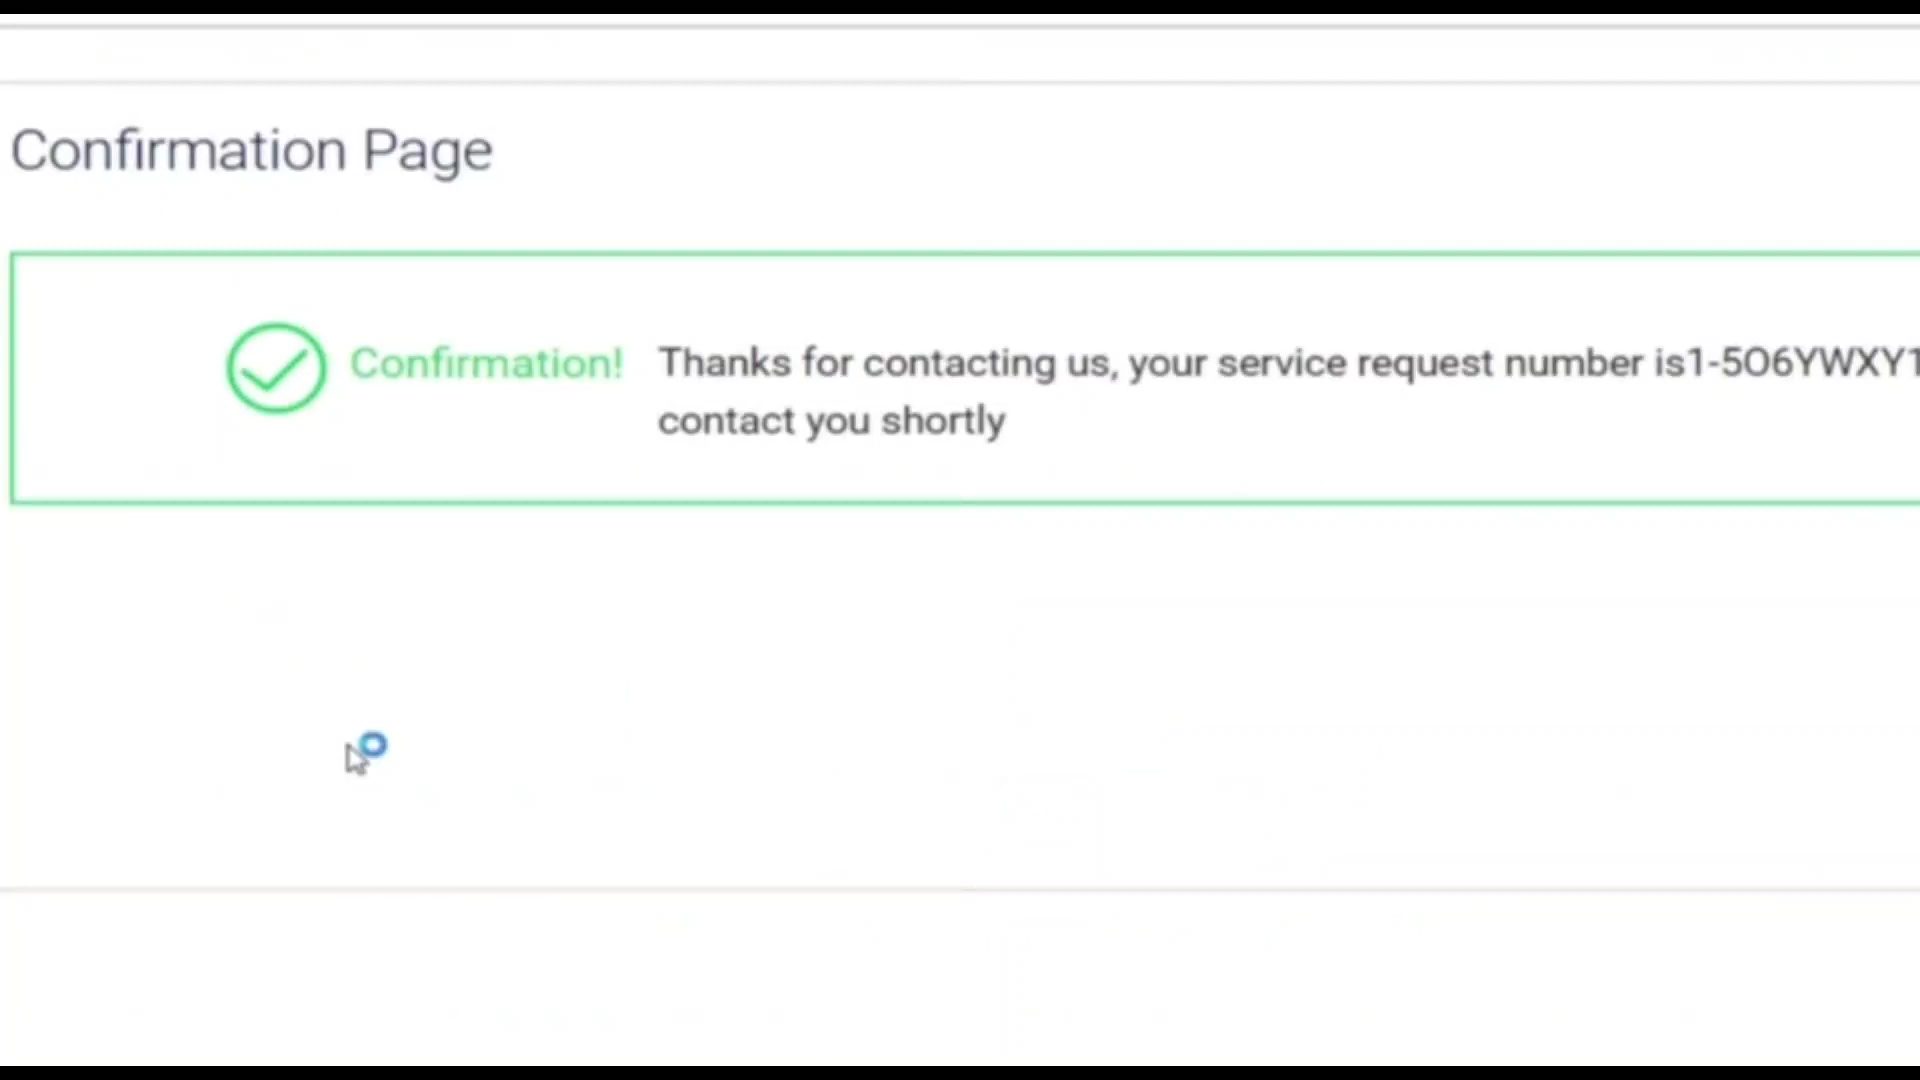 Confirmation Page
Confirmation! Thanks for contacting us, your service request number is1-5O6YWXY1
contact you shortly